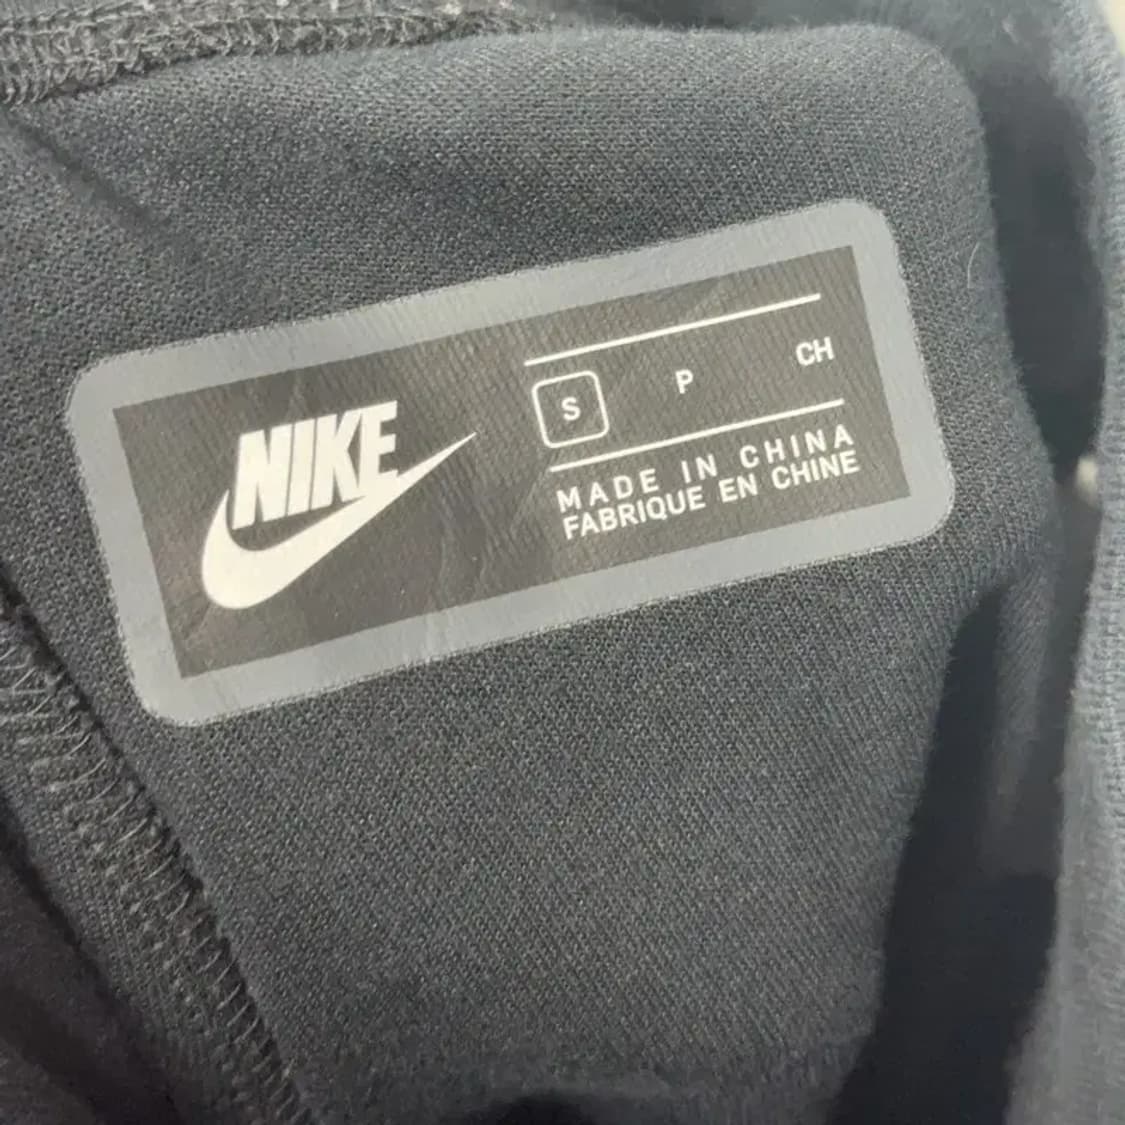 NIKE
S P CH
MADE IN CHINA
FABRIQUE EN CHINE